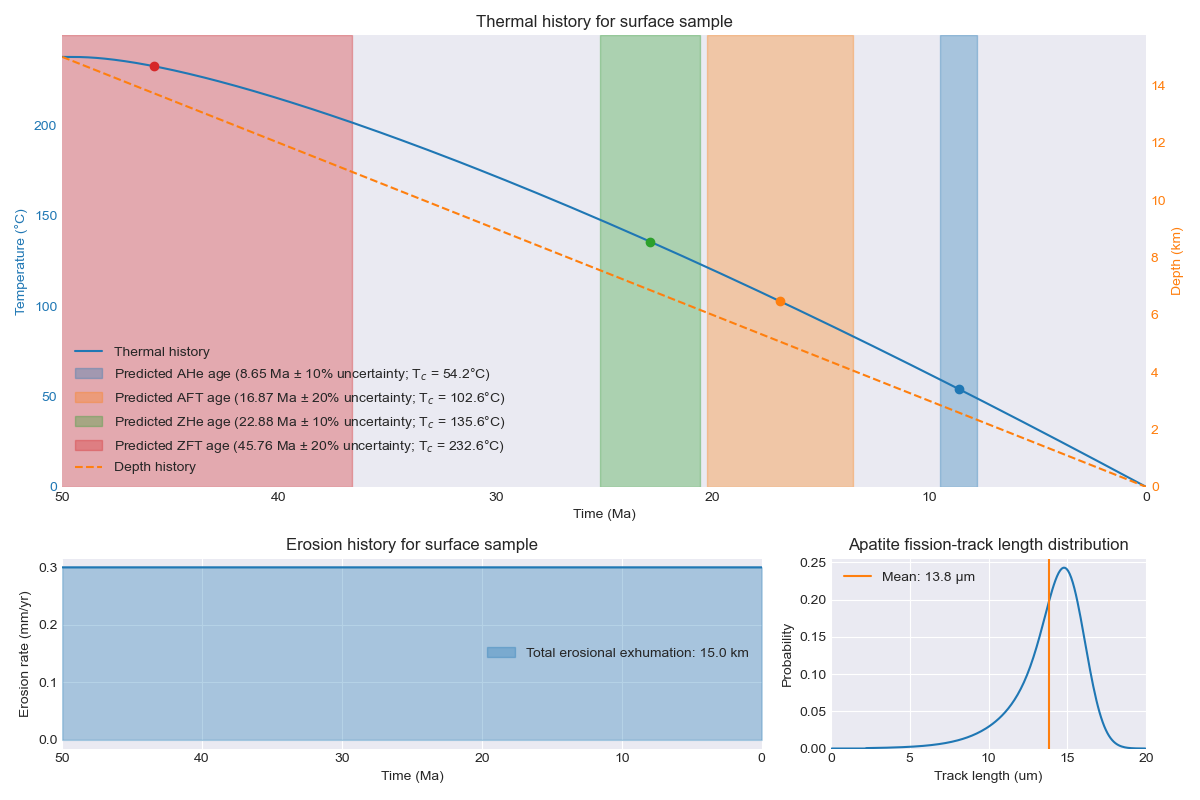 Thermal history for surface sample
Temperature (°C)
200
150
100
50
0
Depth (km)
14
12
10
8
6
4
2
0
Thermal history
Predicted AHe age (8.65 Ma ± 10% uncertainty; Tc = 54.2°C)
Predicted AFT age (16.87 Ma ± 20% uncertainty; Tc = 102.6°C)
Predicted ZHe age (22.88 Ma ± 10% uncertainty; Tc = 135.6°C)
Predicted ZFT age (45.76 Ma ± 20% uncertainty; Tc = 232.6°C)
Depth history
50 40 30 20 10 0
Time (Ma)
Erosion history for surface sample
Erosion rate (mm/yr)
0.3
0.2
0.1
0.0
Total erosional exhumation: 15.0 km
50 40 30 20 10 0
Time (Ma)
Apatite fission-track length distribution
Probability
0.25
0.20
0.15
0.10
0.05
0.00
Mean: 13.8 μm
0 5 10 15 20
Track length (um)